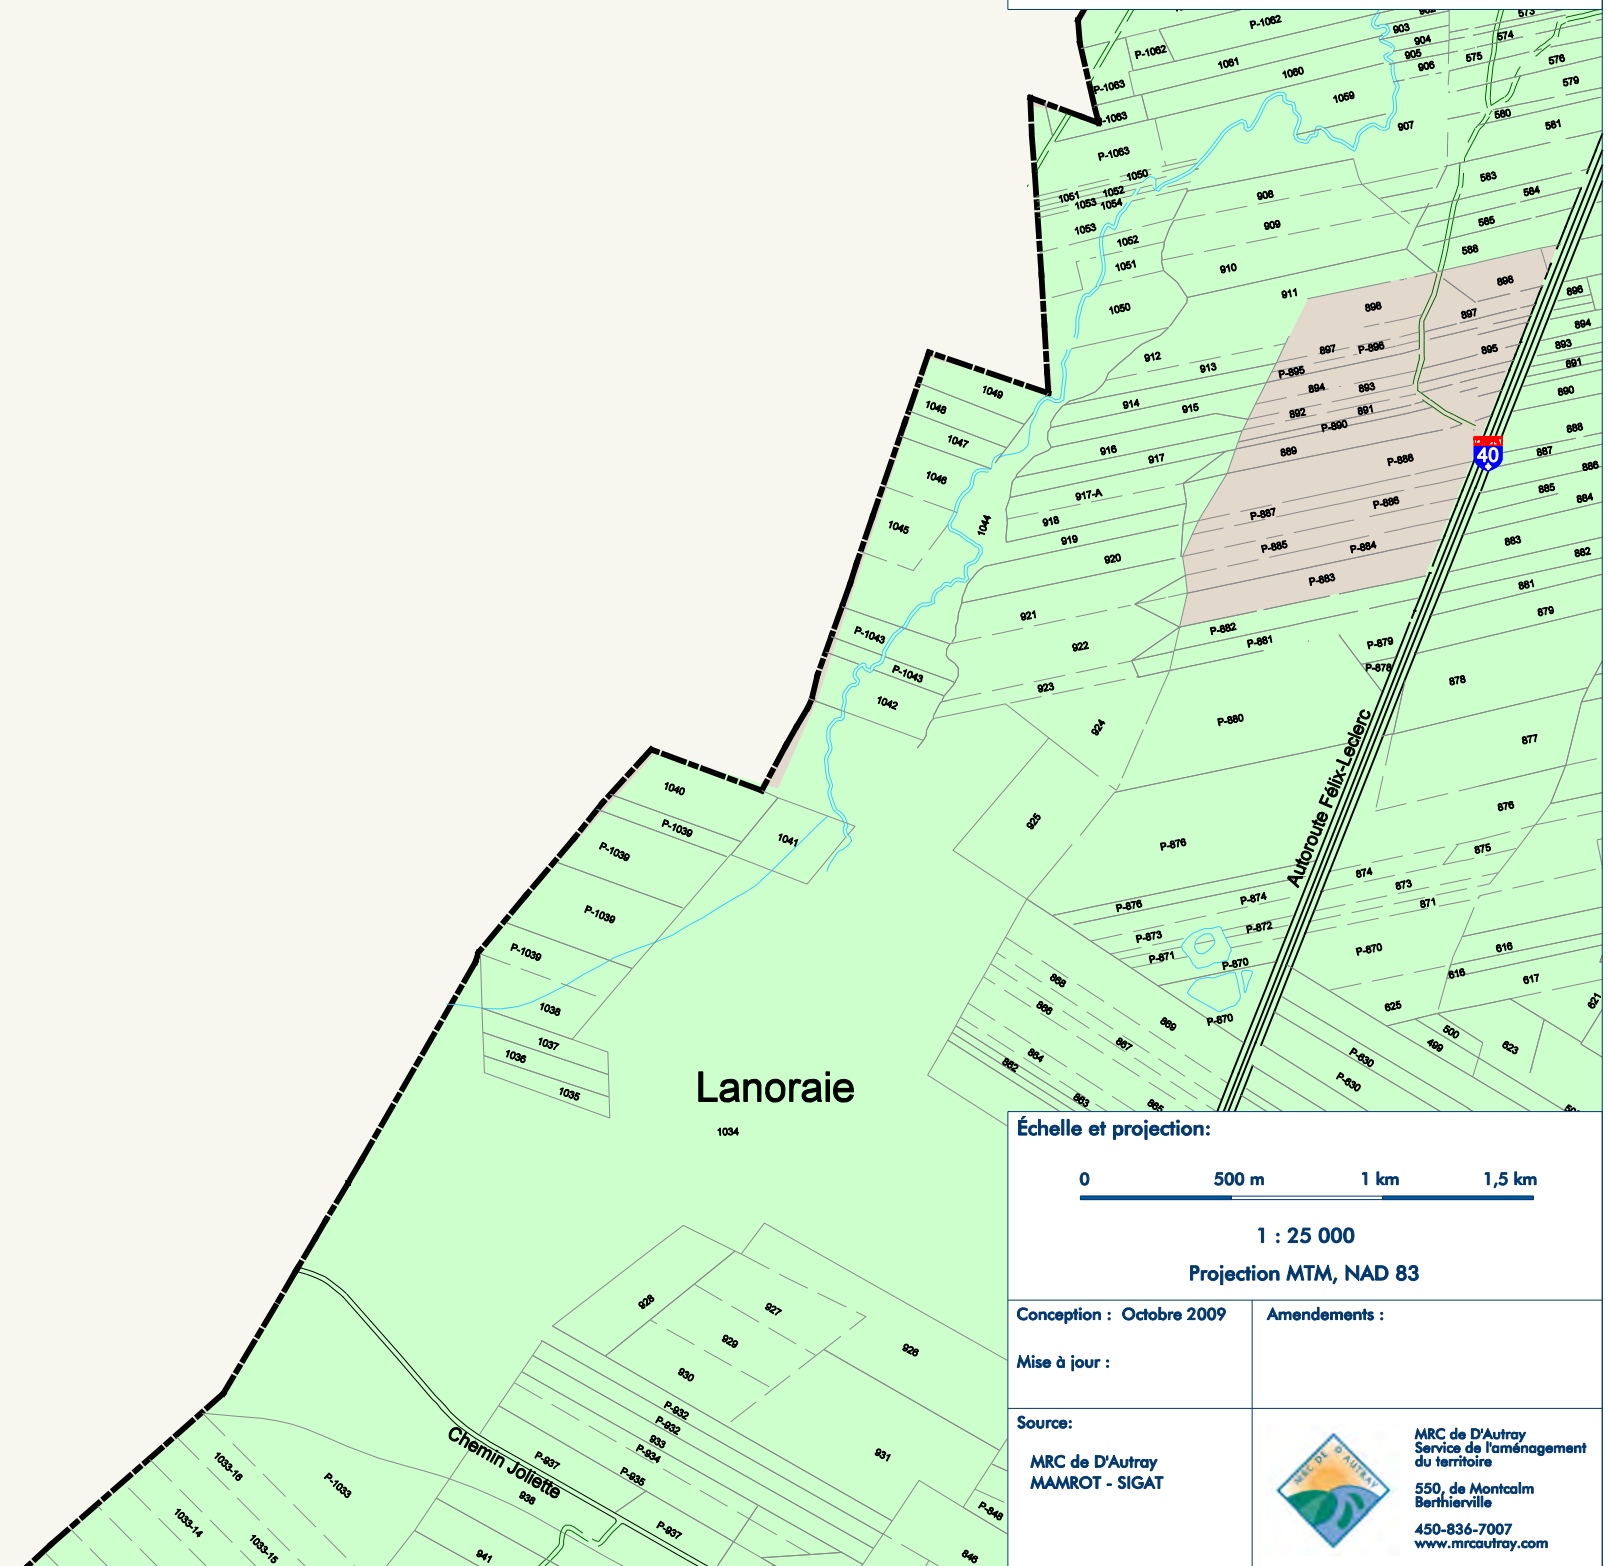 P-1062
902
903
573
P-1062
904
574
905
575
1061
906
576
1060
P-1063
579
1059
P-1063
580
907
581
P-1063
1050
583
1051
1052
584
1053
1054
908
585
1053
909
1052
588
1051
910
896
911
896
1050
898
897
894
912
897
P-896
895
893
913
P-895
891
1049
894
893
890
1048
914
915
892
891
P-890
888
1047
916
917
889
P-888
40
887
886
1046
917-A
P-886
885
884
1045
1044
918
P-887
919
P-885
P-884
883
882
920
P-883
881
921
879
P-1043
922
P-882
P-881
P-879
P-1043
P-878
878
1042
923
924
P-880
Autoroute Félix-Leclerc
877
1040
876
P-1039
1041
925
P-876
875
P-1039
874
873
P-1039
P-876
P-874
871
P-873
P-872
P-1039
P-871
P-870
P-870
616
616
617
868
621
1038
866
869
P-870
625
500
1037
867
499
623
1036
864
862
P-630
1035
863
865
P-630
Lanoraie
1034
Échelle et projection:
0 500 m 1 km 1,5 km
1 : 25 000
Projection MTM, NAD 83
928
927
929
926
930
Conception : Octobre 2009
Amendements :
Mise à jour :
P-932
P-932
933
P-934
931
Chemin Joliette
P-937
P-935
938
1033-16
P-1033
1033-14
1033-15
P-937
941
P-848
846
Source:
MRC de D'Autray
MAMROT - SIGAT
MRC DE D'AUTRAY
MRC de D'Autray
Service de l'aménagement
du territoire
550, de Montcalm
Berthierville
450-836-7007
www.mrcautray.com